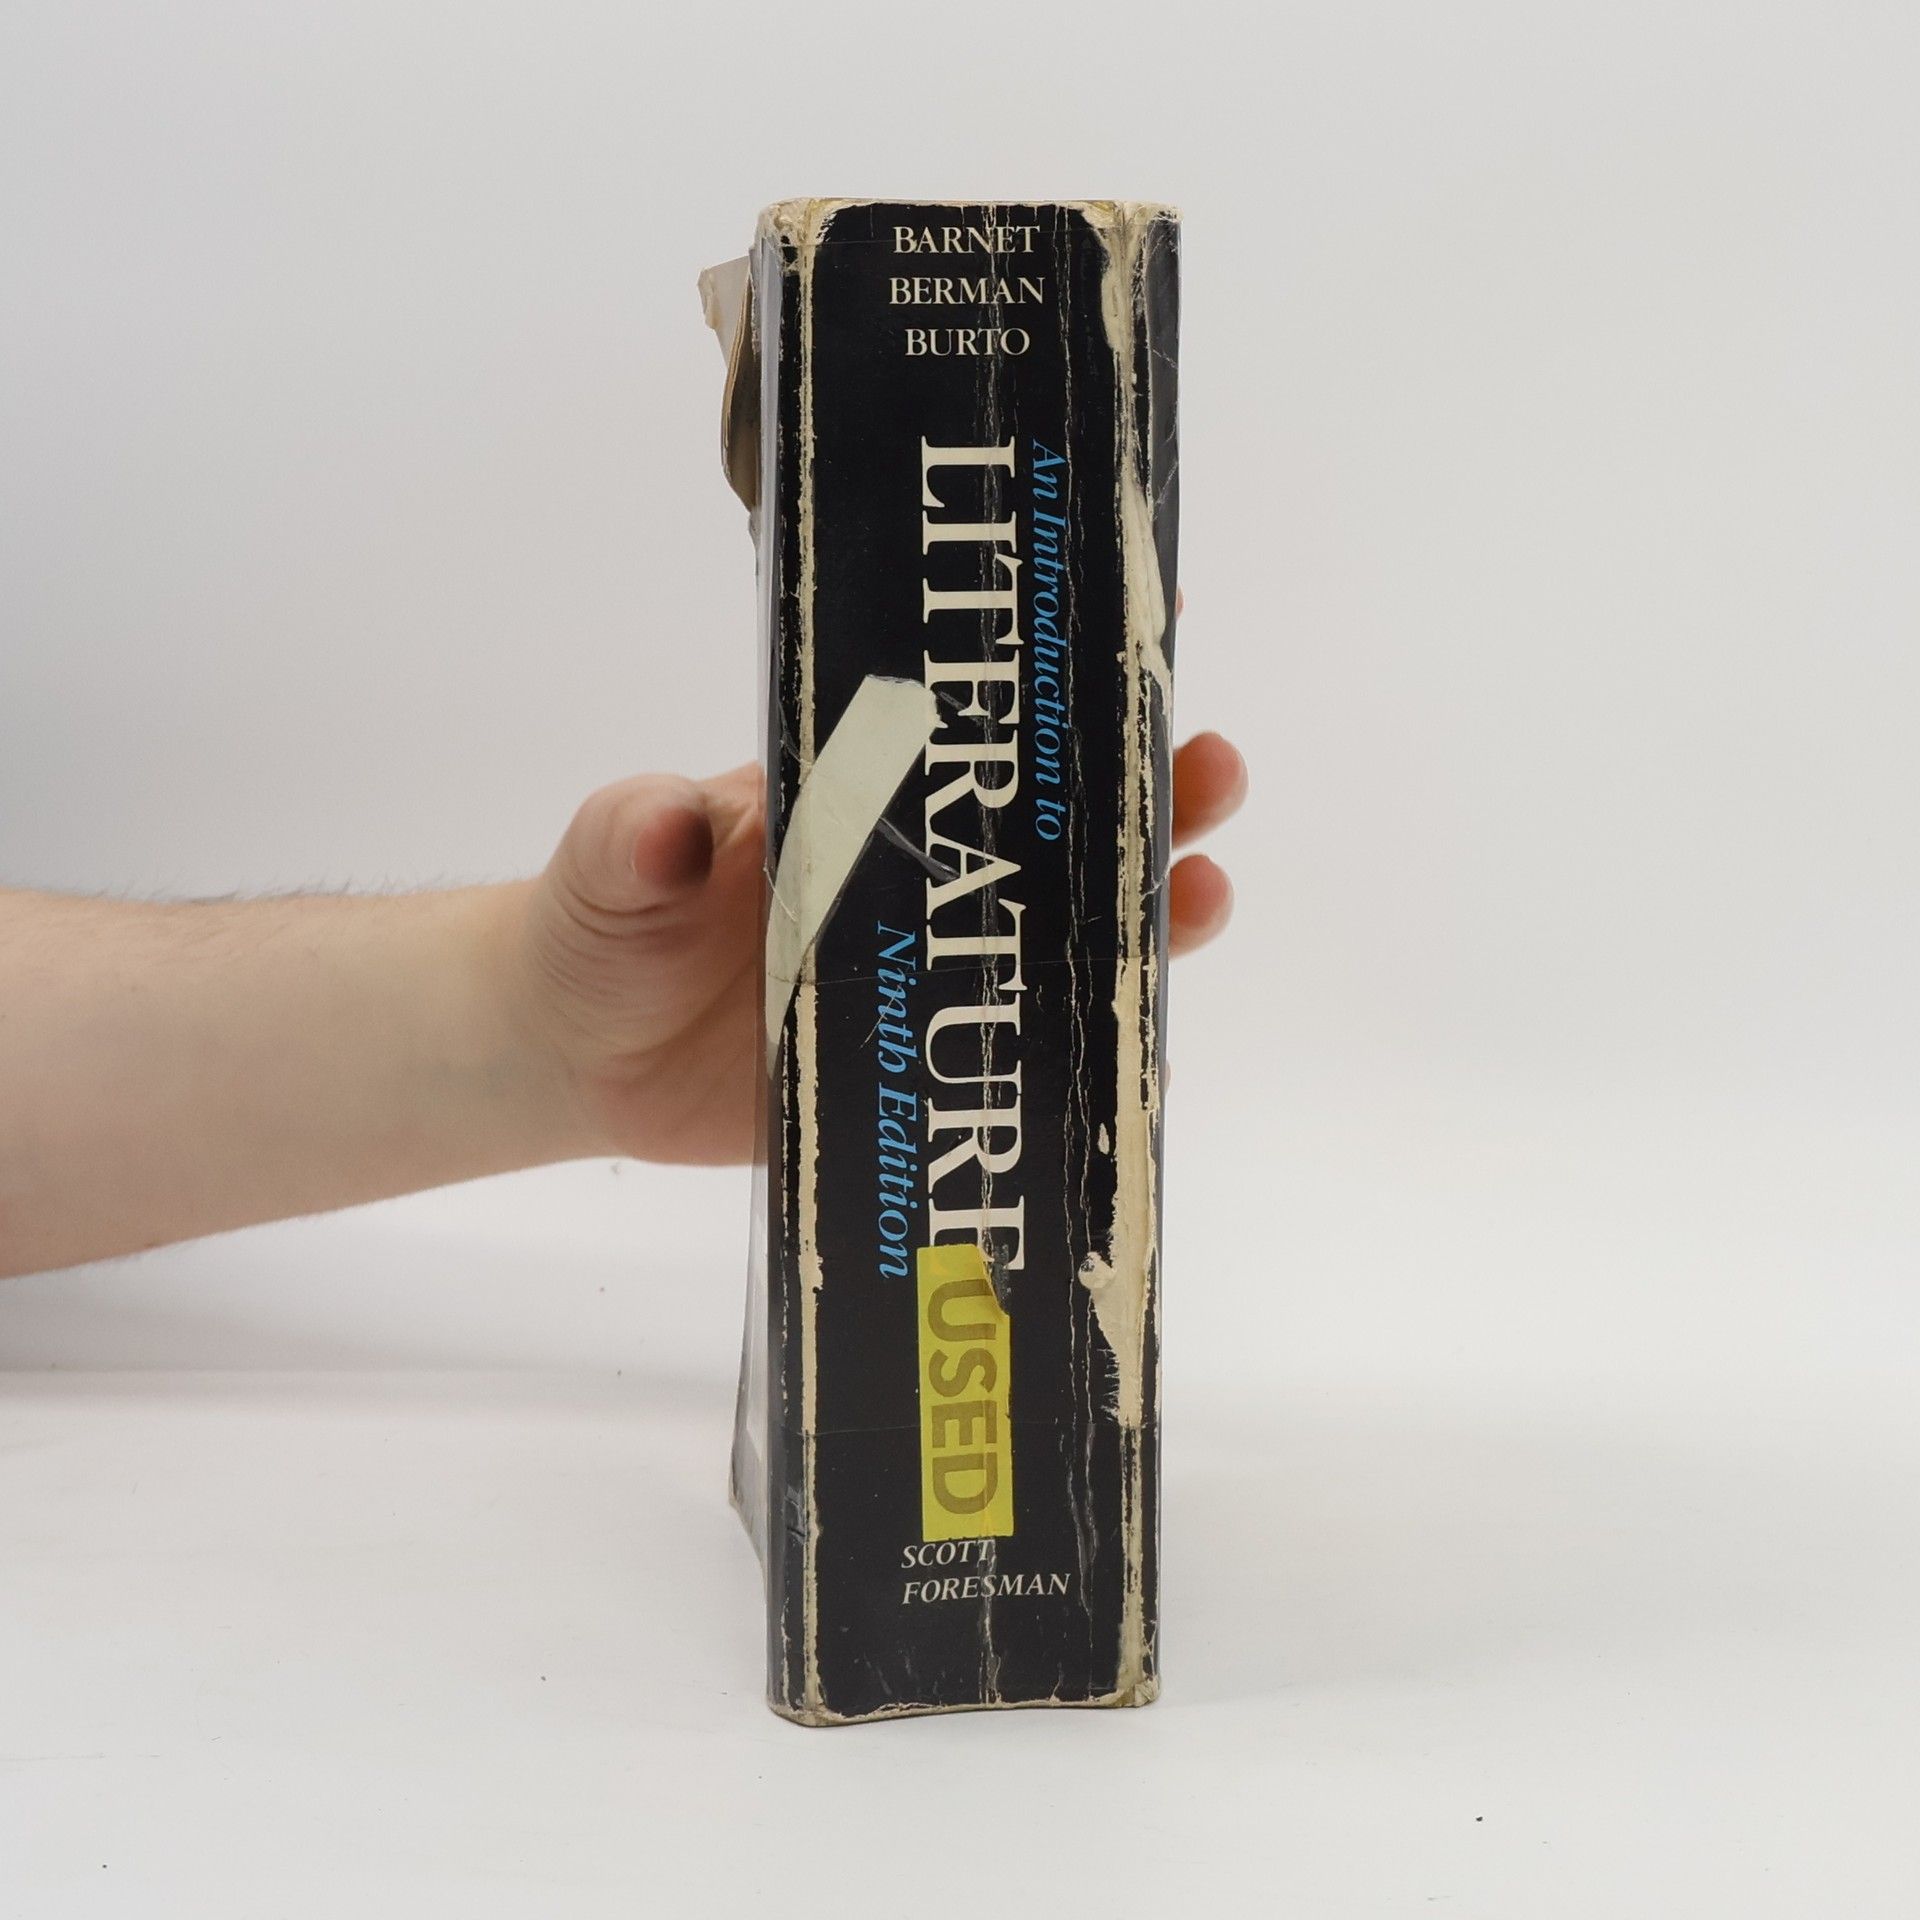 BARNET
BERMAN
BURTO
An Introduction to
LITERATURE
Ninth Edition
USED
SCOTT,
FORESMAN